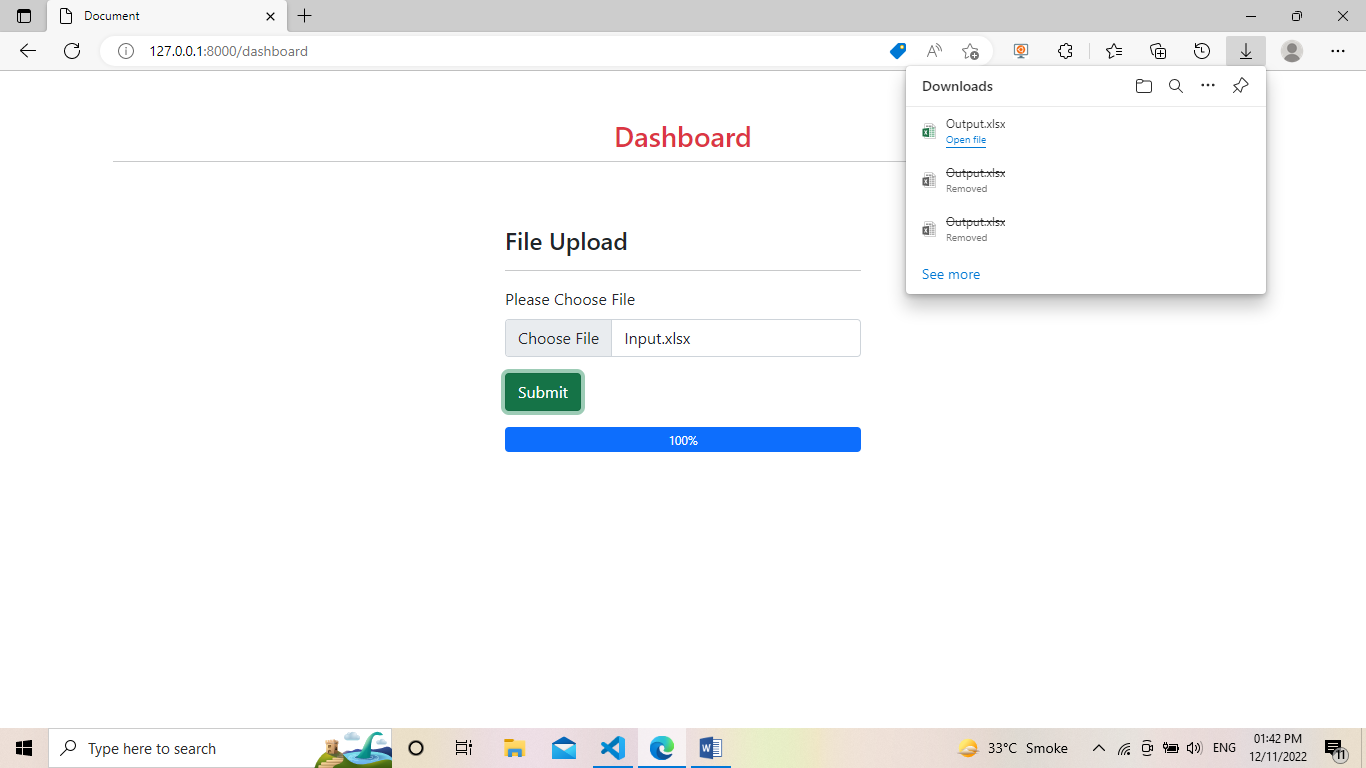 Document
127.0.0.1:8000/dashboard
Downloads
Output.xlsx
Open file
Output.xlsx
Removed
Output.xlsx
Removed
See more
Dashboard
File Upload
Please Choose File
Choose File Input.xlsx
Submit
100%
Type here to search
33°C Smoke
ENG
01:42 PM
12/11/2022
11